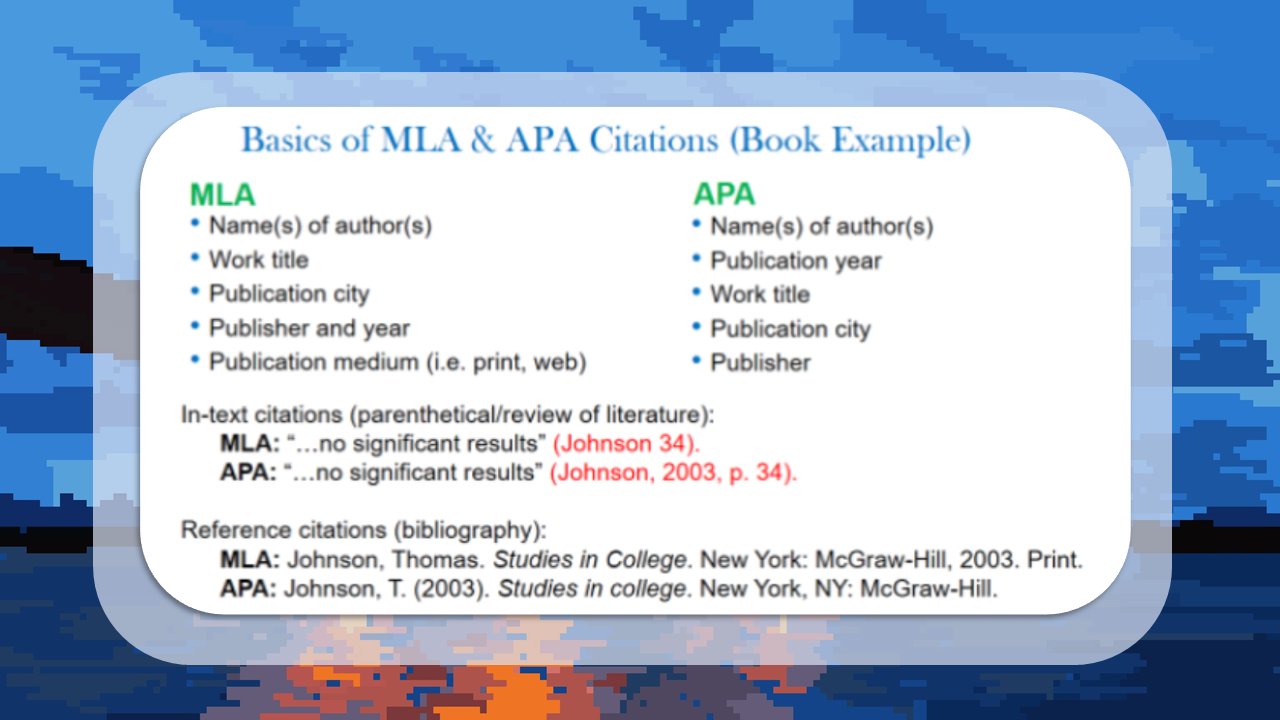 Basics of MLA & APA Citations (Book Example)
MLA
• Name(s) of author(s)
• Work title
• Publication city
• Publisher and year
• Publication medium (i.e. print, web)
APA
• Name(s) of author(s)
• Publication year
• Work title
• Publication city
• Publisher
In-text citations (parenthetical/review of literature):
MLA: “…no significant results” (Johnson 34).
APA: “…no significant results” (Johnson, 2003, p. 34).
Reference citations (bibliography):
MLA: Johnson, Thomas. Studies in College. New York: McGraw-Hill, 2003. Print.
APA: Johnson, T. (2003). Studies in college. New York, NY: McGraw-Hill.